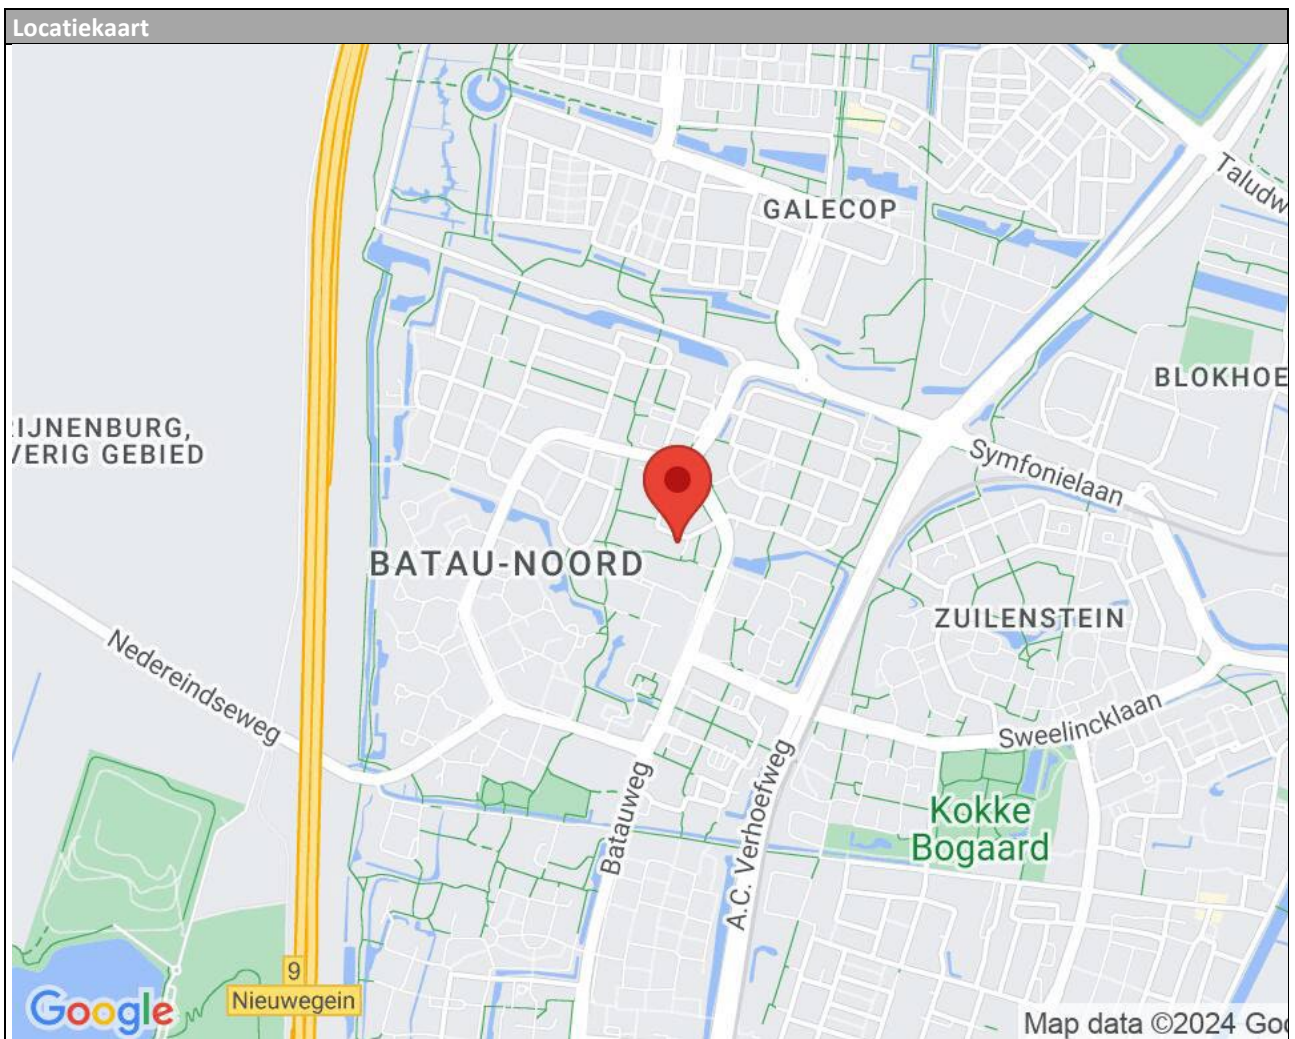 Locatiekaart
GALECOP
Taludw
BLOKHOE
IJNENBURG,
VERIG GEBIED
Symfonielaan
BATAU-NOORD
ZUILENSTEIN
Nedereindseweg
Sweelincklaan
Batauweg
A.C. Verhoefweg
Kokke
Bogaard
9
Nieuwegein
Google
Map data ©2024 Goo